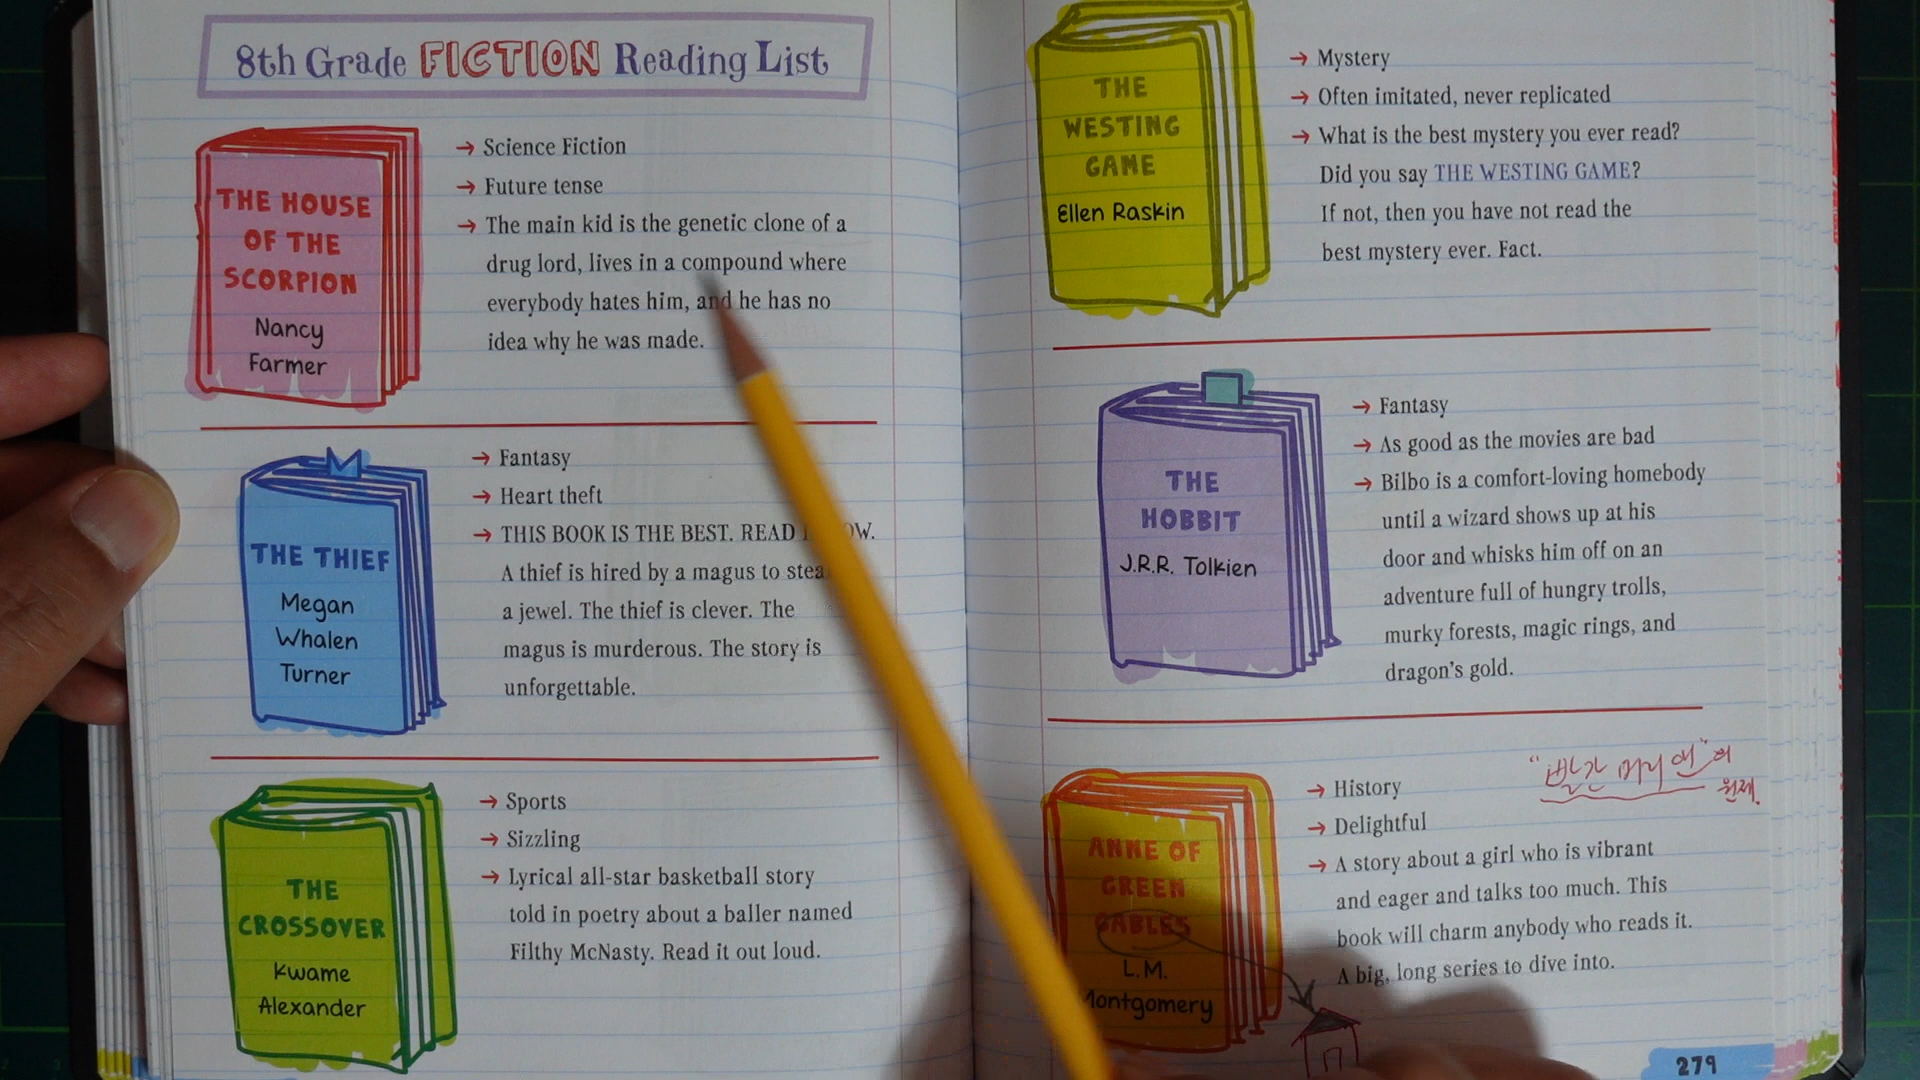 8th Grade FICTION Reading List
THE HOUSE
OF THE
SCORPION
Nancy
Farmer
→ Science Fiction
→ Future tense
→ The main kid is the genetic clone of a
drug lord, lives in a compound where
everybody hates him, and he has no
idea why he was made.
THE THIEF
Megan
Whalen
Turner
→ Fantasy
→ Heart theft
→ THIS BOOK IS THE BEST. READ
A thief is hired by a magus to
a jewel. The thief is clever. The
magus is murderous. The story is
unforgettable.
THE
CROSSOVER
Kwame
Alexander
→ Sports
→ Sizzling
→ Lyrical all-star basketball story
told in poetry about a baller named
Filthy McNasty. Read it out loud.
THE
WESTING
GAME
Ellen Raskin
→ Mystery
→ Often imitated, never replicated
→ What is the best mystery you ever read?
Did you say THE WESTING GAME?
If not, then you have not read the
best mystery ever. Fact.
THE
HOBBIT
J.R.R. Tolkien
→ Fantasy
→ As good as the movies are bad
→ Bilbo is a comfort-loving homebody
until a wizard shows up at his
door and whisks him off on an
adventure full of hungry trolls,
murky forests, magic rings, and
dragon's gold.
"빨간 머리 앤"의
원제.
ANNE OF
GREEN
GABLES
L.M.
Montgomery
→ History
→ Delightful
→ A story about a girl who is vibrant
and eager and talks too much. This
book will charm anybody who reads it.
A big, long series to dive into.
279